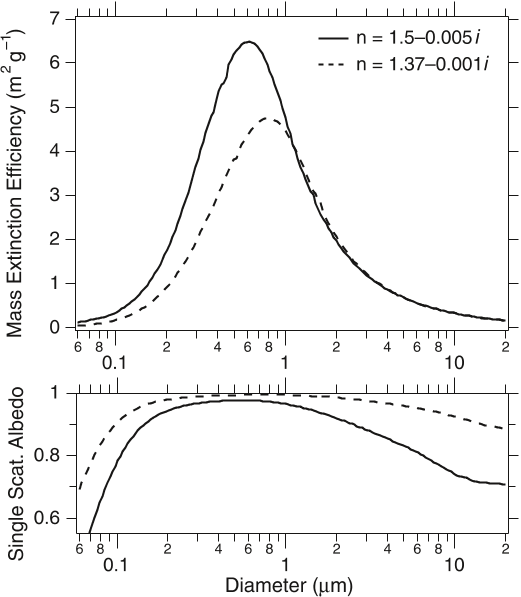 Mass Extinction Efficiency (m² g⁻¹)
7
6
5
4
3
2
1
0
n = 1.5–0.005i
n = 1.37–0.001i
6 8 0.1 2 4 6 8 1 2 4 6 8 10 2
Single Scat. Albedo
1
0.8
0.6
6 8 0.1 2 4 6 8 1 2 4 6 8 10 2
Diameter (μm)